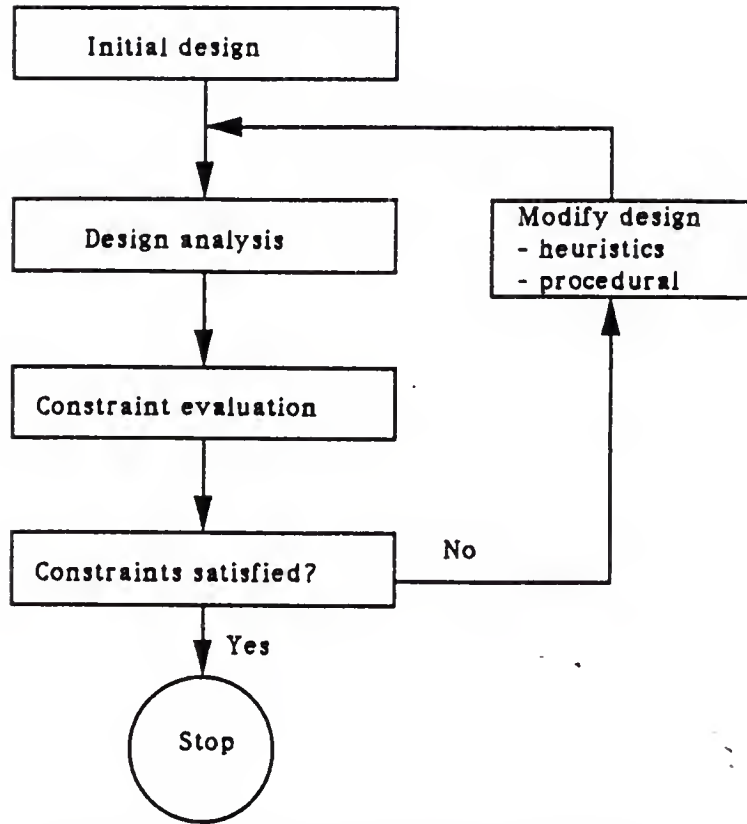 Initial design
Design analysis
Modify design
- heuristics
- procedural
Constraint evaluation
Constraints satisfied?
No
Yes
Stop